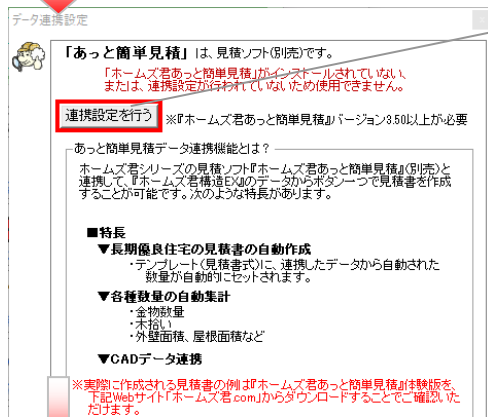 データ連携設定
「あっと簡単見積」は、見積ソフト(別売)です。
「ホームズ君あっと簡単見積」がインストールされていない、
または、連携設定が行われていないため使用できません。
連携設定を行う ※『ホームズ君あっと簡単見積』バージョン3.50以上が必要
あっと簡単見積データ連携機能とは？
ホームズ君シリーズの見積ソフト『ホームズ君あっと簡単見積』(別売)と
連携して、『ホームズ君構造EX』のデータからボタン一つで見積書を作成
することが可能です。次のような特長があります。
■特長
▼長期優良住宅の見積書の自動作成
・テンプレート(見積書式)に、連携したデータから自動された
数量が自動的にセットされます。
▼各種数量の自動集計
・金物数量
・木拾い
・外壁面積、屋根面積など
▼CADデータ連携
※実際に作成される見積書の例は『ホームズ君あっと簡単見積』体験版を、
下記Webサイト「ホームズ君.com」からダウンロードすることでご確認いた
だけます。